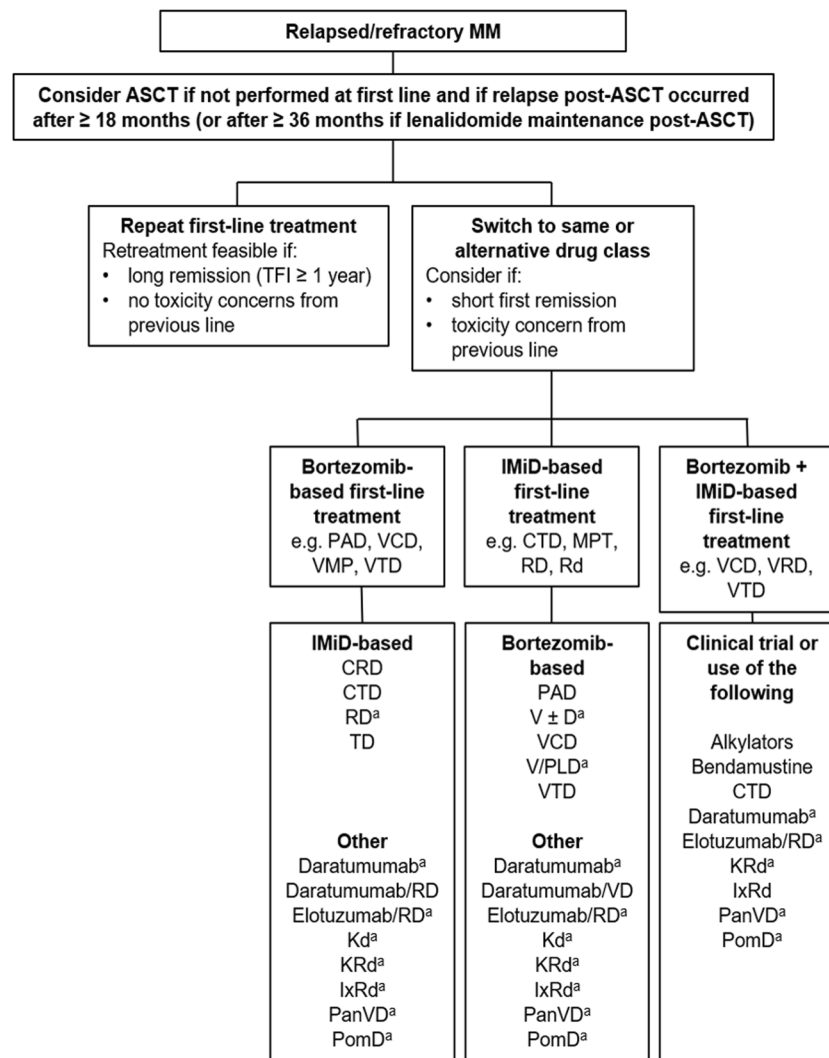 Relapsed/refractory MM
Consider ASCT if not performed at first line and if relapse post-ASCT occurred
after ≥ 18 months (or after ≥ 36 months if lenalidomide maintenance post-ASCT)
Repeat first-line treatment
Retreatment feasible if:
• long remission (TFI ≥ 1 year)
• no toxicity concerns from
previous line
Switch to same or
alternative drug class
Consider if:
• short first remission
• toxicity concern from
previous line
Bortezomib-
based first-line
treatment
e.g. PAD, VCD,
VMP, VTD
IMiD-based
first-line
treatment
e.g. CTD, MPT,
RD, Rd
Bortezomib +
IMiD-based
first-line
treatment
e.g. VCD, VRD,
VTD
IMiD-based
CRD
CTD
RDᵃ
TD
Other
Daratumumabᵃ
Daratumumab/RD
Elotuzumab/RDᵃ
Kdᵃ
KRdᵃ
IxRdᵃ
PanVDᵃ
PomDᵃ
Bortezomib-
based
PAD
V ± Dᵃ
VCD
V/PLDᵃ
VTD
Other
Daratumumabᵃ
Daratumumab/VD
Elotuzumab/RDᵃ
Kdᵃ
KRdᵃ
IxRdᵃ
PanVDᵃ
PomDᵃ
Clinical trial or
use of the
following
Alkylators
Bendamustine
CTD
Daratumumabᵃ
Elotuzumab/RDᵃ
KRdᵃ
IxRd
PanVDᵃ
PomDᵃ